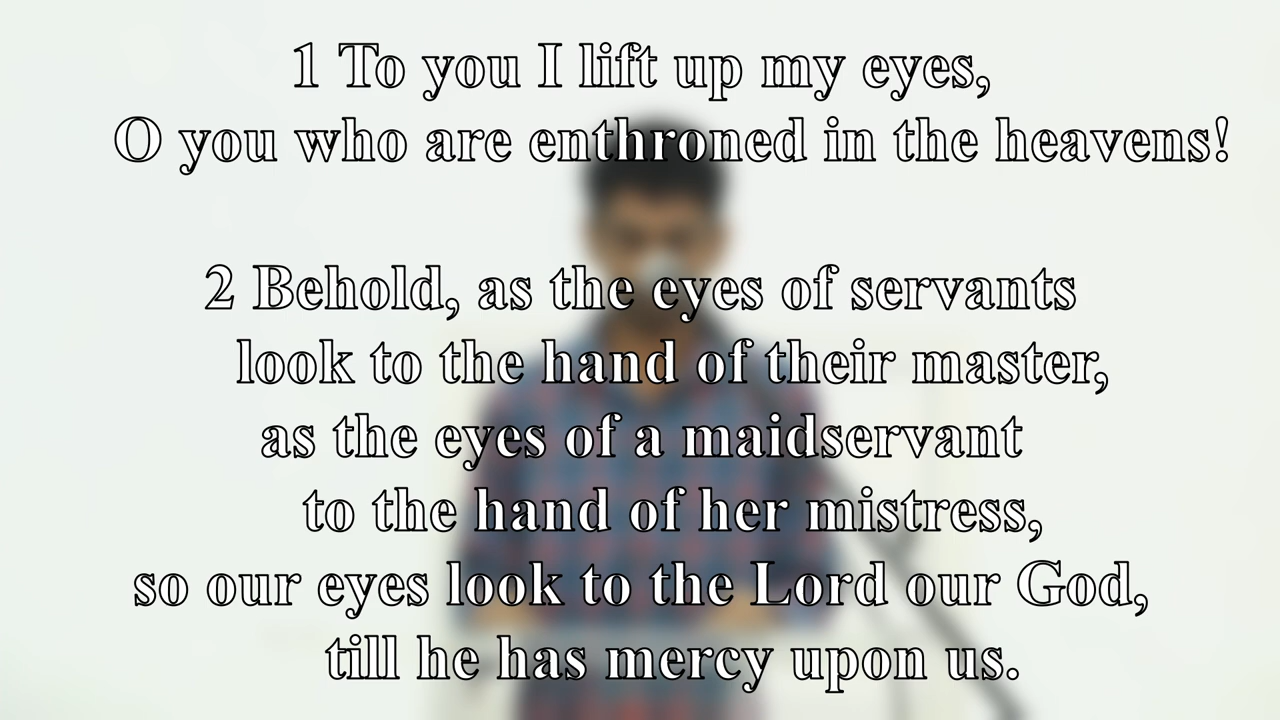 1 To you I lift up my eyes,
O you who are enthroned in the heavens!
2 Behold, as the eyes of servants
look to the hand of their master,
as the eyes of a maidservant
to the hand of her mistress,
so our eyes look to the Lord our God,
till he has mercy upon us.